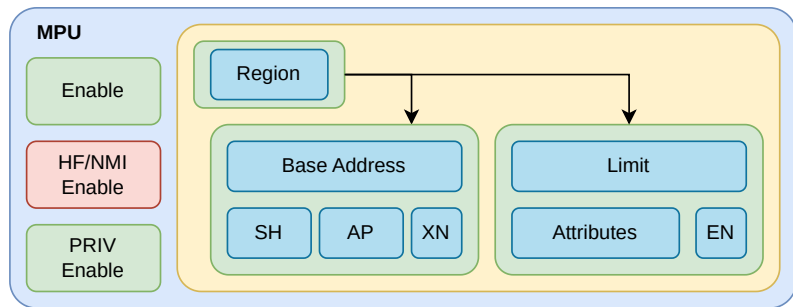 MPU
Enable
HF/NMI
Enable
PRIV
Enable
Region
Base Address
SH
AP
XN
Limit
Attributes
EN